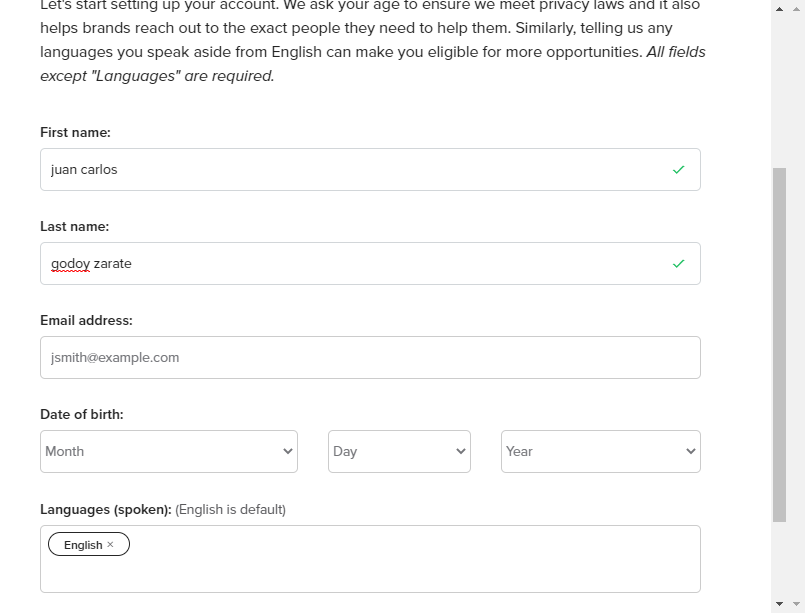 Let's start setting up your account. We ask your age to ensure we meet privacy laws and it also
helps brands reach out to the exact people they need to help them. Similarly, telling us any
languages you speak aside from English can make you eligible for more opportunities. All fields
except "Languages" are required.
First name:
juan carlos
Last name:
godoy zarate
Email address:
jsmith@example.com
Date of birth:
Month Day Year
Languages (spoken): (English is default)
English ×